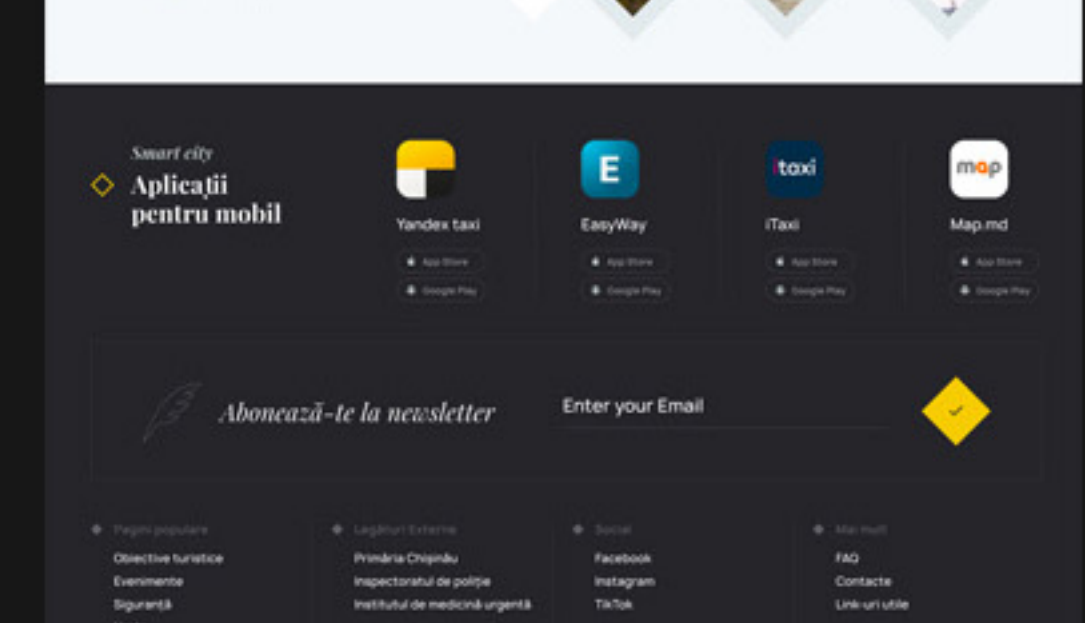 Smart city
Aplicații
pentru mobil
E
itaxi
map
Yandex taxi
EasyWay
iTaxi
Map.md
App Store
App Store
App Store
App Store
Google Play
Google Play
Google Play
Google Play
Abonează-te la newsletter
Enter your Email
Pagini populare
Legături Externe
Social
Mai mult
Obiective turistice
Primăria Chișinău
Facebook
FAQ
Evenimente
Inspectoratul de poliție
Instagram
Contacte
Siguranță
Institutul de medicină urgentă
TikTok
Link-uri utile